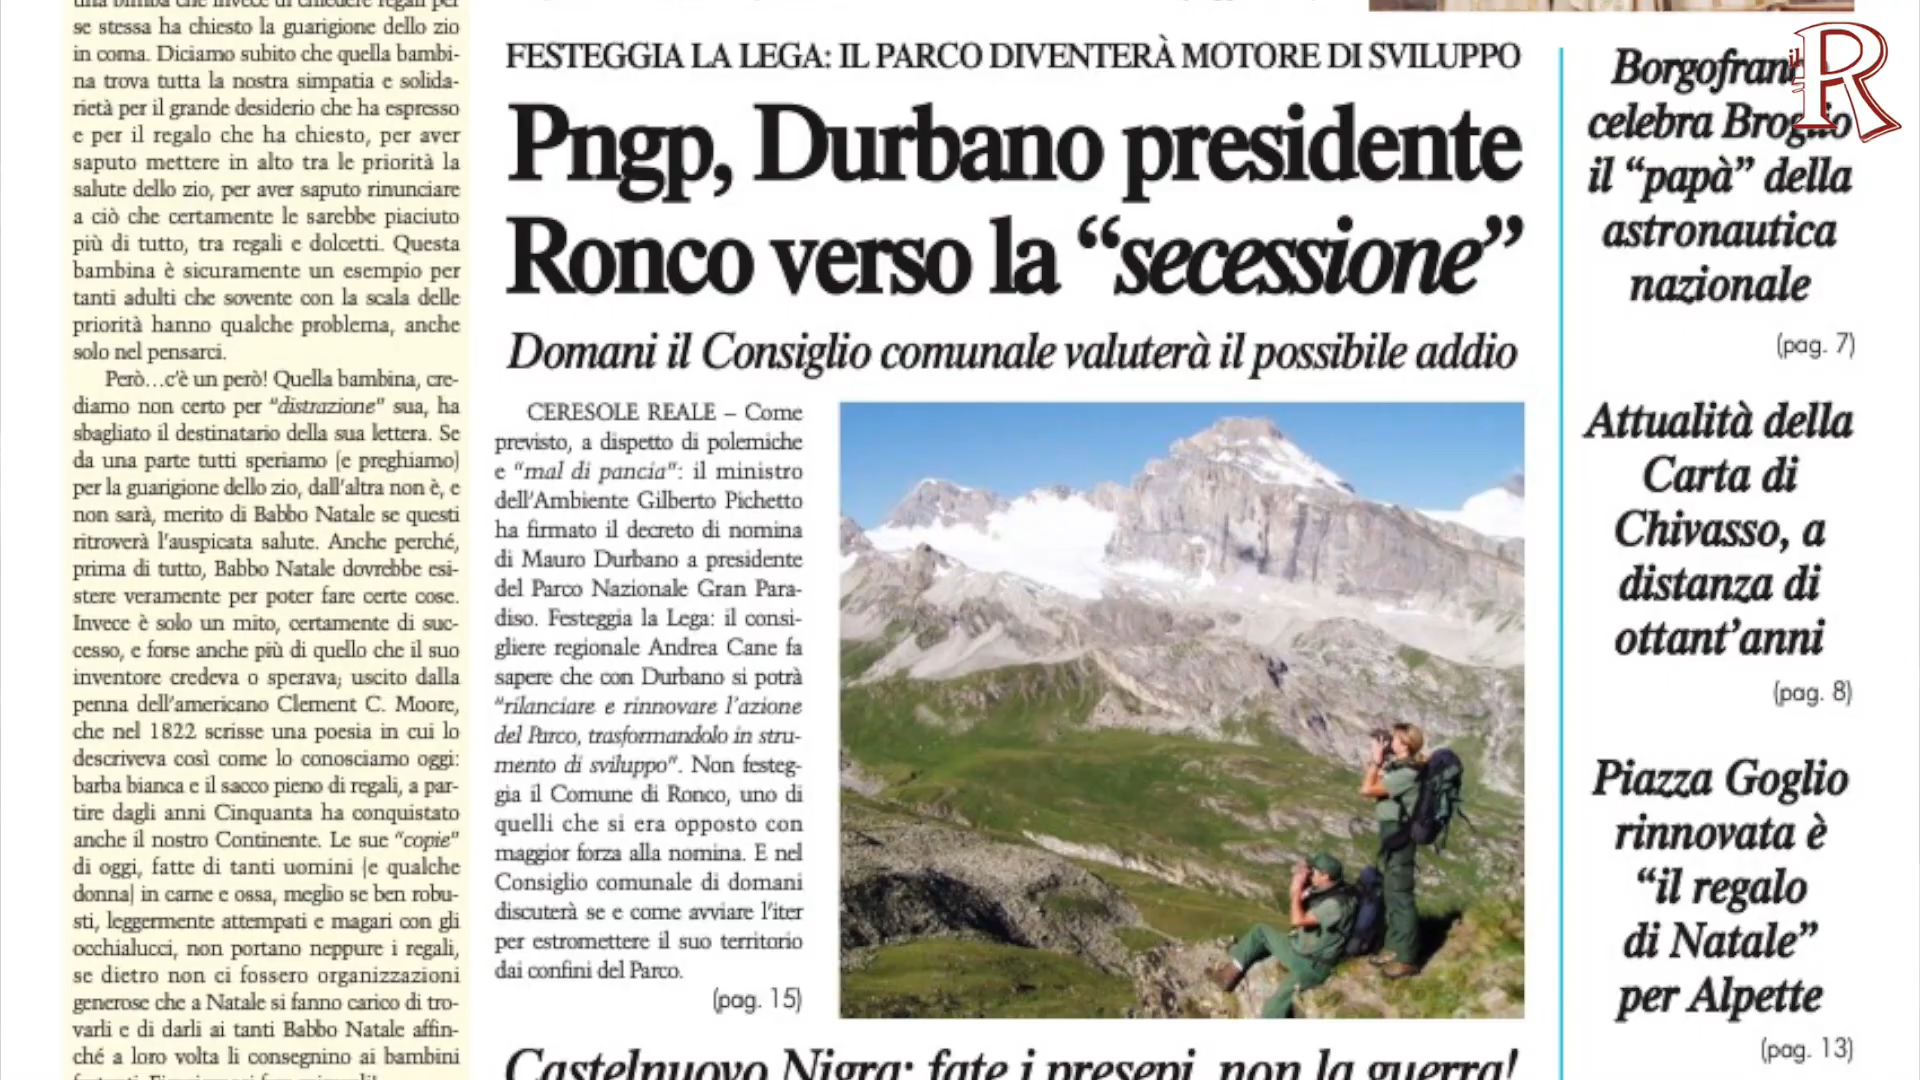 una bimba che invece di chiedere regali per
se stessa ha chiesto la guarigione dello zio
in coma. Diciamo subito che quella bambi-
na trova tutta la nostra simpatia e solida-
rietà per il grande desiderio che ha espresso
e per il regalo che ha chiesto, per aver
saputo mettere in alto tra le priorità la
salute dello zio, per aver saputo rinunciare
a ciò che certamente le sarebbe piaciuto
più di tutto, tra regali e dolcetti. Questa
bambina è sicuramente un esempio per
tanti adulti che sovente con la scala delle
priorità hanno qualche problema, anche
solo nel pensarci.
Però...c'è un però! Quella bambina, cre-
diamo non certo per "distrazione" sua, ha
sbagliato il destinatario della sua lettera. Se
da una parte tutti speriamo (e preghiamo)
per la guarigione dello zio, dall'altra non è, e
non sarà, merito di Babbo Natale se questi
ritroverà l'auspicata salute. Anche perché,
prima di tutto, Babbo Natale dovrebbe esi-
stere veramente per poter fare certe cose.
Invece è solo un mito, certamente di suc-
cesso, e forse anche più di quello che il suo
inventore credeva o sperava; uscito dalla
penna dell'americano Clement C. Moore,
che nel 1822 scrisse una poesia in cui lo
descriveva così come lo conosciamo oggi:
barba bianca e il sacco pieno di regali, a par-
tire dagli anni Cinquanta ha conquistato
anche il nostro Continente. Le sue "copie"
di oggi, fatte di tanti uomini (e qualche
donna) in carne e ossa, meglio se ben robu-
sti, leggermente attempati e magari con gli
occhialucci, non portano neppure i regali,
se dietro non ci fossero organizzazioni
generose che a Natale si fanno carico di tro-
varli e di darli ai tanti Babbo Natale affin-
ché a loro volta li consegnino ai bambini
FESTEGGIA LA LEGA: IL PARCO DIVENTERÀ MOTORE DI SVILUPPO
Pngp, Durbano presidente
Ronco verso la "secessione"
Domani il Consiglio comunale valuterà il possibile addio
CERESOLE REALE – Come
previsto, a dispetto di polemiche
e "mal di pancia": il ministro
dell'Ambiente Gilberto Pichetto
ha firmato il decreto di nomina
di Mauro Durbano a presidente
del Parco Nazionale Gran Para-
diso. Festeggia la Lega: il consi-
gliere regionale Andrea Cane fa
sapere che con Durbano si potrà
"rilanciare e rinnovare l'azione
del Parco, trasformandolo in stru-
mento di sviluppo". Non festeg-
gia il Comune di Ronco, uno di
quelli che si era opposto con
maggior forza alla nomina. E nel
Consiglio comunale di domani
discuterà se e come avviare l'iter
per estromettere il suo territorio
dai confini del Parco.
(pag. 15)
Castelnuovo Nigra: fate i presepi, non la guerra!
il R
Borgofran
celebra Broglio
il "papà" della
astronautica
nazionale
(pag. 7)
Attualità della
Carta di
Chivasso, a
distanza di
ottant'anni
(pag. 8)
Piazza Goglio
rinnovata è
"il regalo
di Natale"
per Alpette
(pag. 13)